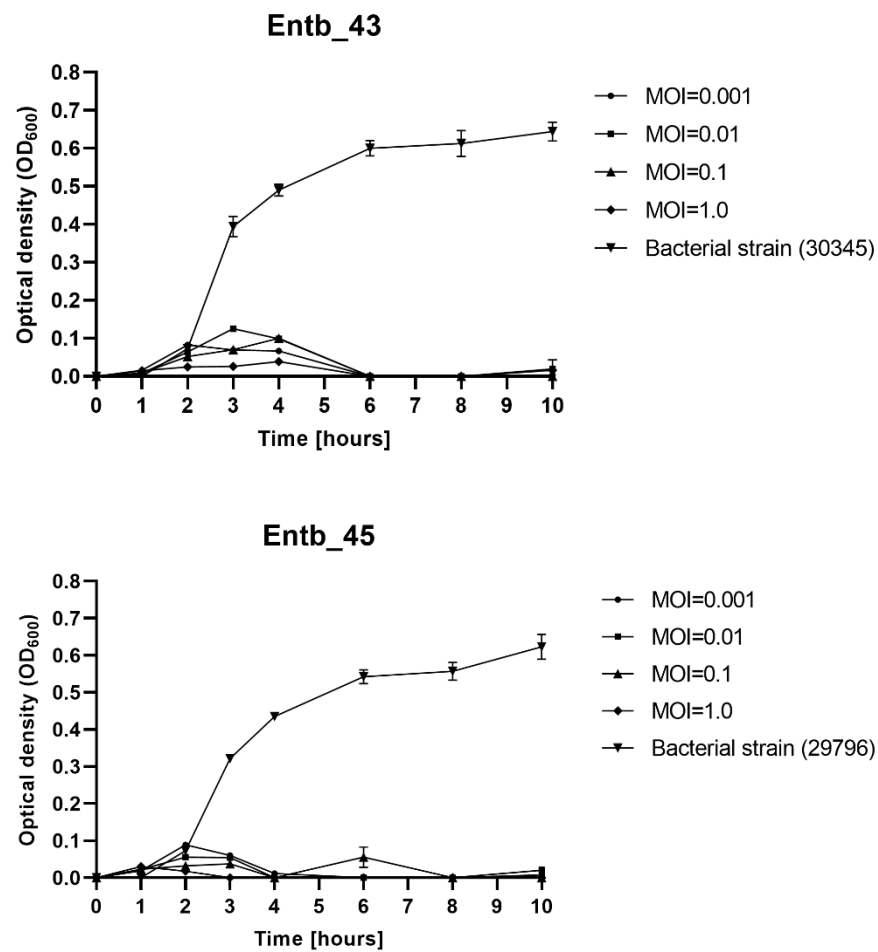 Entb_43
0.8
0.7
0.6
0.5
0.4
0.3
0.2
0.1
0.0
Optical density (OD600)
0 1 2 3 4 5 6 7 8 9 10
Time [hours]
MOI=0.001
MOI=0.01
MOI=0.1
MOI=1.0
Bacterial strain (30345)
Entb_45
0.8
0.7
0.6
0.5
0.4
0.3
0.2
0.1
0.0
Optical density (OD600)
0 1 2 3 4 5 6 7 8 9 10
Time [hours]
MOI=0.001
MOI=0.01
MOI=0.1
MOI=1.0
Bacterial strain (29796)